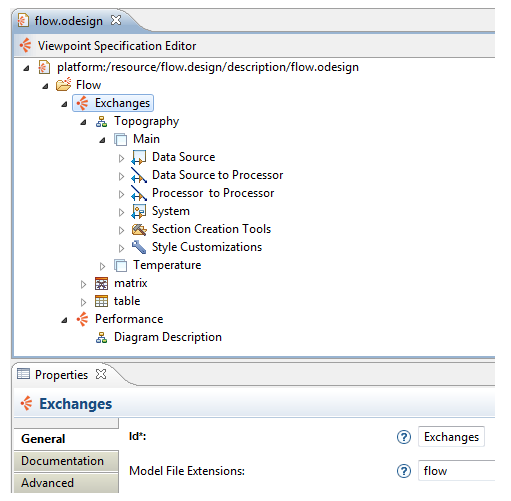 flow.odesign
Viewpoint Specification Editor
platform:/resource/flow.design/description/flow.odesign
Flow
Exchanges
Topography
Main
Data Source
Data Source to Processor
Processor to Processor
System
Section Creation Tools
Style Customizations
Temperature
matrix
table
Performance
Diagram Description
Properties
Exchanges
General
Id*: Exchanges
Documentation
Model File Extensions: flow
Advanced